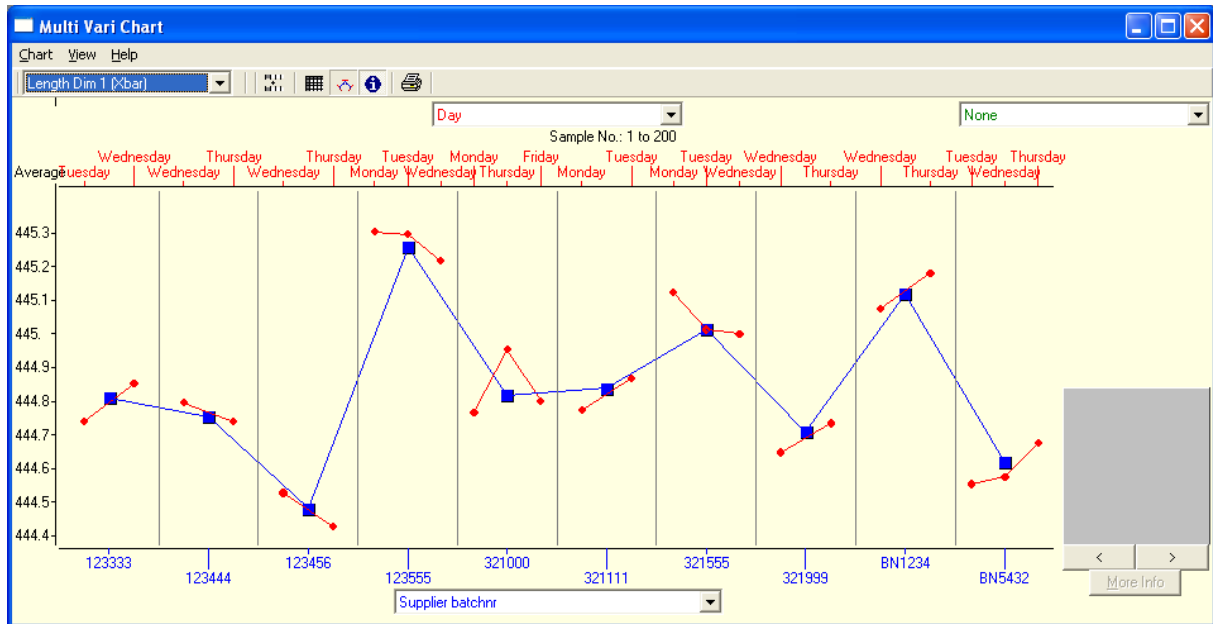 Multi Vari Chart
Chart View Help
Length Dim 1 (Xbar)
Day None
Sample No.: 1 to 200
Wednesday Thursday Thursday Tuesday Monday Friday Tuesday Tuesday Wednesday Wednesday Tuesday Thursday
Average Tuesday Wednesday Wednesday Monday Wednesday Thursday Monday Monday Wednesday Thursday Thursday Wednesday
445.3
445.2
445.1
445.
444.9
444.8
444.7
444.6
444.5
444.4
123333 123456 321000 321555 BN1234
123444 123555 321111 321999 BN5432
< >
More Info
Supplier batchnr